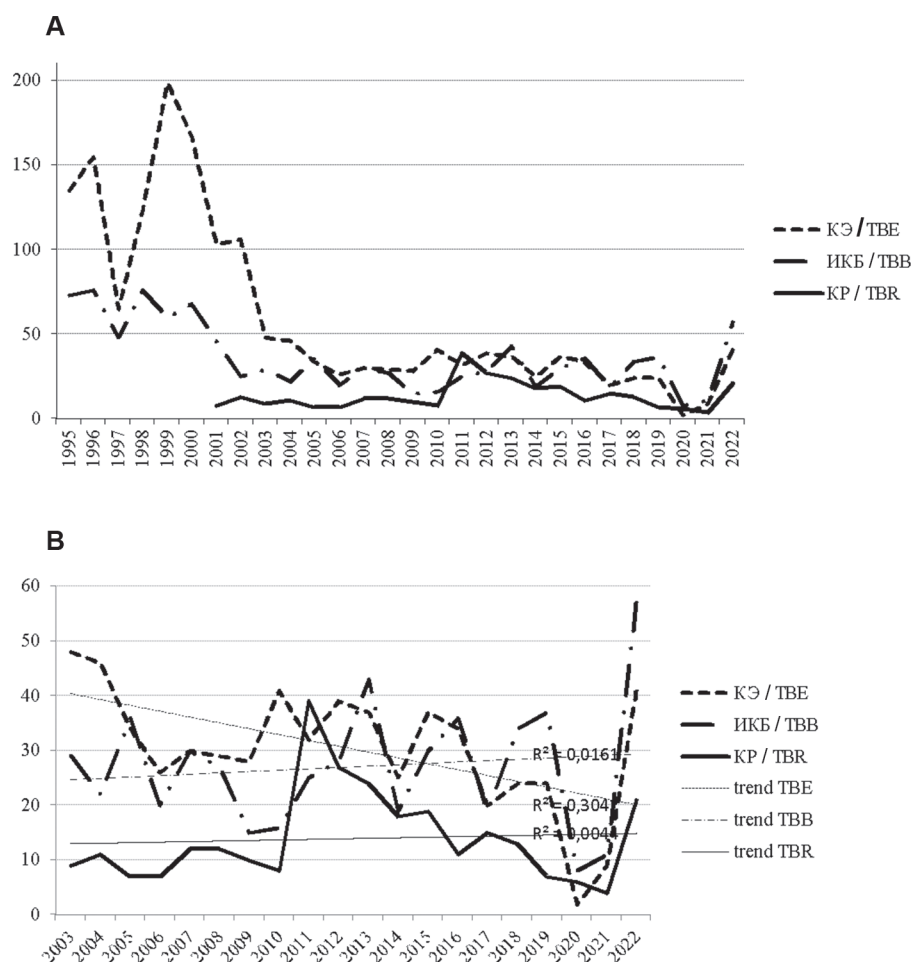 A
200
150
100
50
0
1995 1996 1997 1998 1999 2000 2001 2002 2003 2004 2005 2006 2007 2008 2009 2010 2011 2012 2013 2014 2015 2016 2017 2018 2019 2020 2021 2022
КЭ / TBE
ИКБ / TBB
КР / TBR
B
60
50
40
30
20
10
0
R² = 0,0161
R² = 0,3047
R² = 0,0044
2003 2004 2005 2006 2007 2008 2009 2010 2011 2012 2013 2014 2015 2016 2017 2018 2019 2020 2021 2022
КЭ / TBE
ИКБ / TBB
КР / TBR
trend TBE
trend TBB
trend TBR